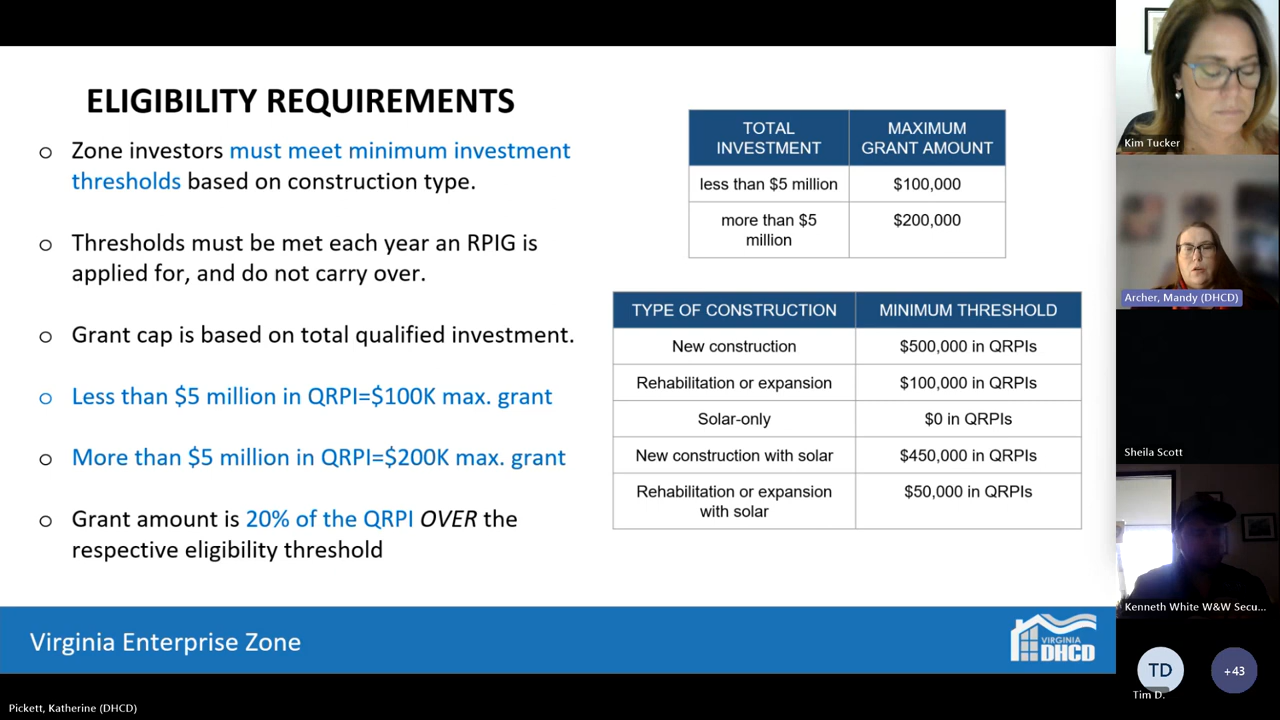 ELIGIBILITY REQUIREMENTS
o Zone investors must meet minimum investment
thresholds based on construction type.
o Thresholds must be met each year an RPIG is
applied for, and do not carry over.
o Grant cap is based on total qualified investment.
o Less than $5 million in QRPI=$100K max. grant
o More than $5 million in QRPI=$200K max. grant
o Grant amount is 20% of the QRPI OVER the
respective eligibility threshold
TOTAL
INVESTMENT
MAXIMUM
GRANT AMOUNT
less than $5 million
$100,000
more than $5
million
$200,000
TYPE OF CONSTRUCTION
MINIMUM THRESHOLD
New construction
$500,000 in QRPIs
Rehabilitation or expansion
$100,000 in QRPIs
Solar-only
$0 in QRPIs
New construction with solar
$450,000 in QRPIs
Rehabilitation or expansion
with solar
$50,000 in QRPIs
Virginia Enterprise Zone
VIRGINIA
DHCD
Kim Tucker
Archer, Mandy (DHCD)
Sheila Scott
Kenneth White W&W Secu...
TD
+43
Tim D.
Pickett, Katherine (DHCD)